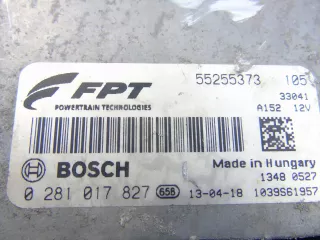 FPT 55255373 105
POWERTRAIN TECHNOLOGIES 33041
A152 12V
BOSCH Made in Hungary
1348 0527
0 281 017 827 658 13-04-18 1039S61957